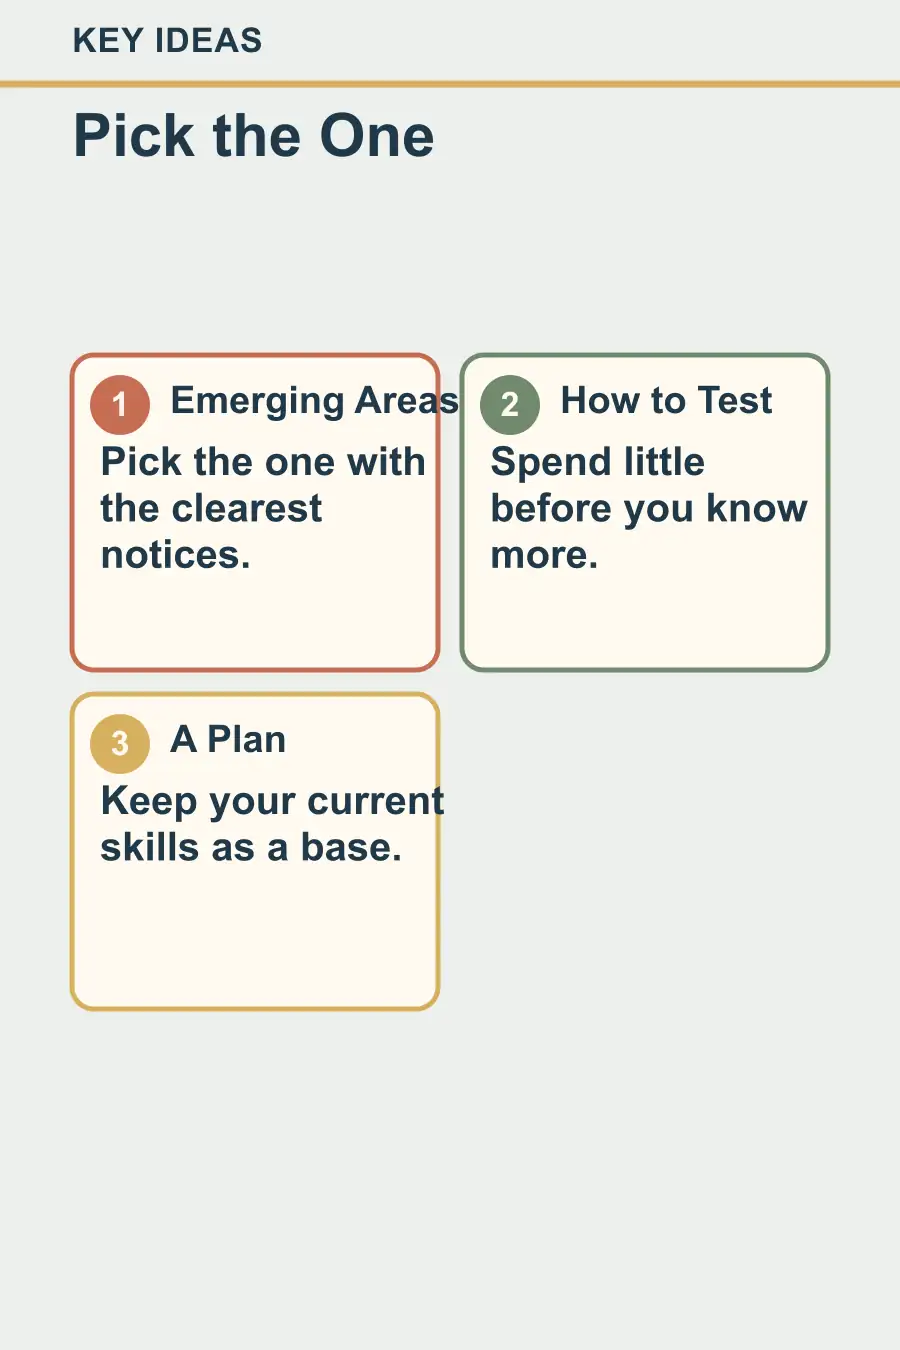 KEY IDEAS
Pick the One
1
Emerging Areas
Pick the one with
the clearest
notices.
2
How to Test
Spend little
before you know
more.
3
A Plan
Keep your current
skills as a base.